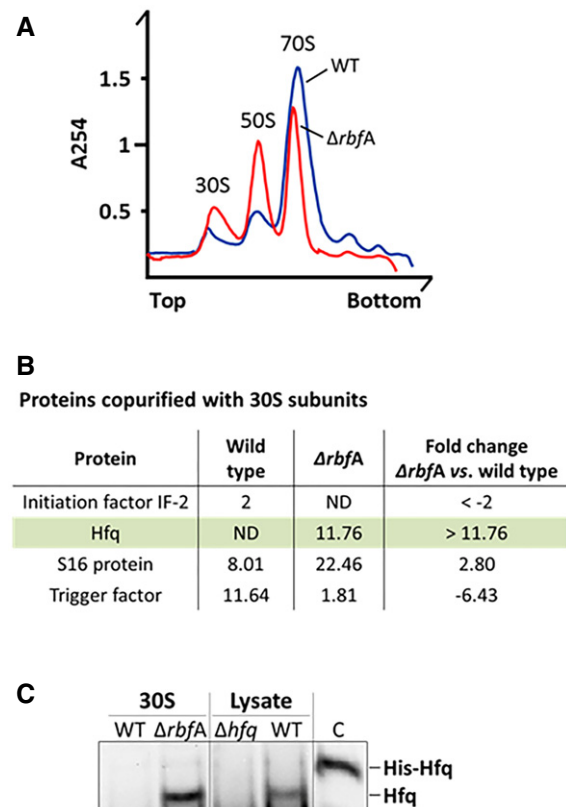 A
A254
1.5
1
0.5
30S
50S
70S
WT
ΔrbfA
Top Bottom
B
Proteins copurified with 30S subunits
Protein Wild type ΔrbfA Fold change ΔrbfA vs. wild type
Initiation factor IF-2 2 ND < -2
Hfq ND 11.76 > 11.76
S16 protein 8.01 22.46 2.80
Trigger factor 11.64 1.81 -6.43
C
30S Lysate
WT ΔrbfA Δhfq WT C
His-Hfq
Hfq